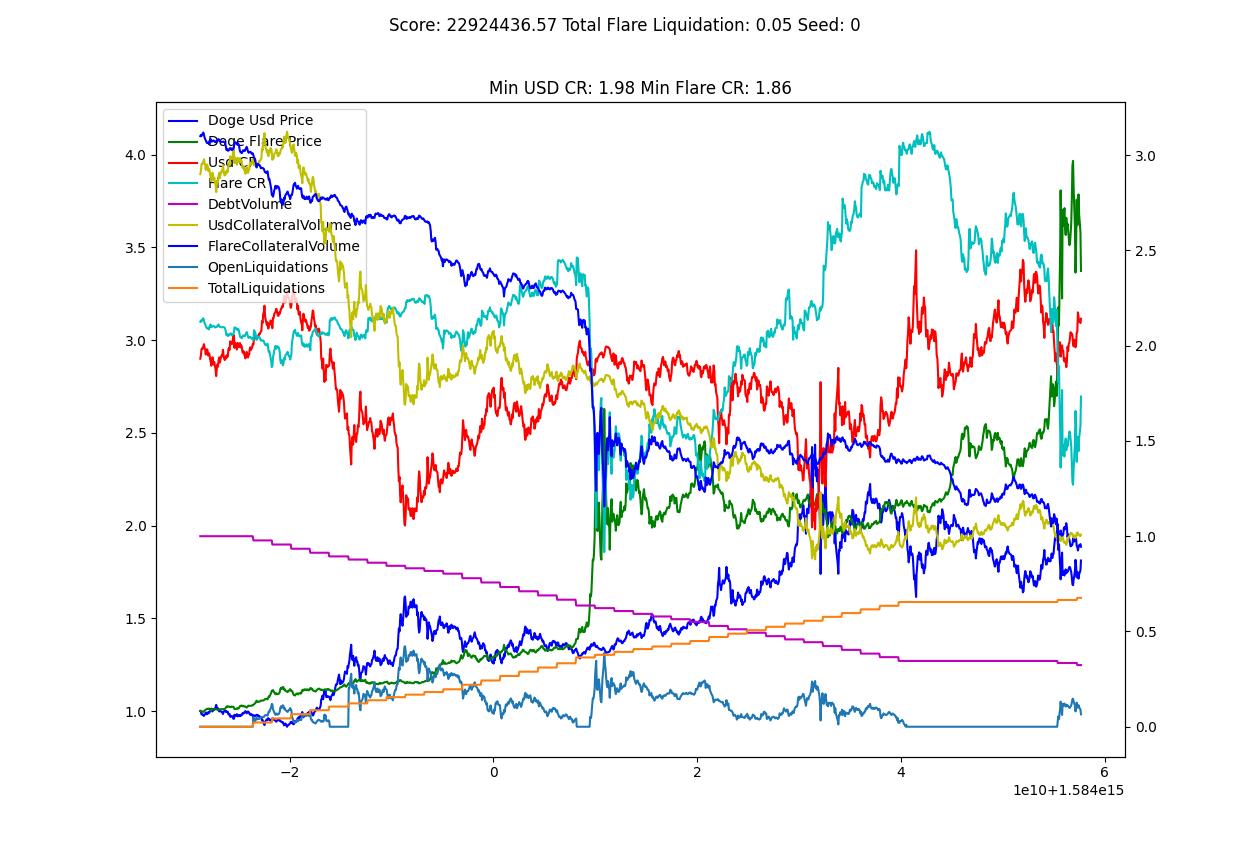 Score: 22924436.57 Total Flare Liquidation: 0.05 Seed: 0
Min USD CR: 1.98 Min Flare CR: 1.86
Doge Usd Price
Doge Flare Price
Usd CR
Flare CR
DebtVolume
UsdCollateralVolume
FlareCollateralVolume
OpenLiquidations
TotalLiquidations
4.0
3.5
3.0
2.5
2.0
1.5
1.0
3.0
2.5
2.0
1.5
1.0
0.5
0.0
−2 0 2 4 6
1e10+1.584e15